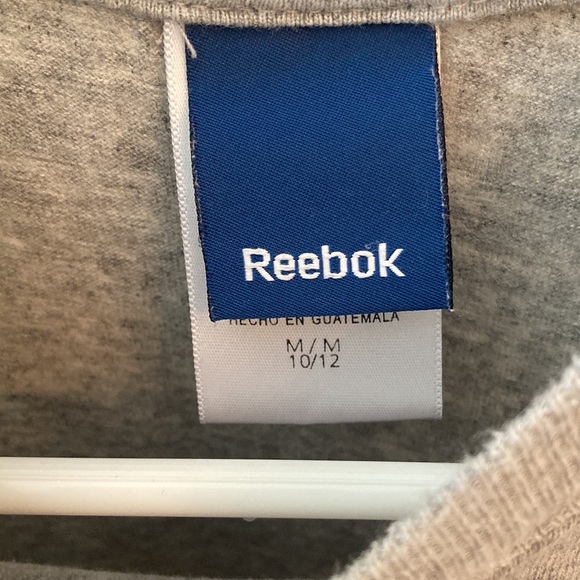 Reebok
HECHO EN GUATEMALA
M/M
10/12